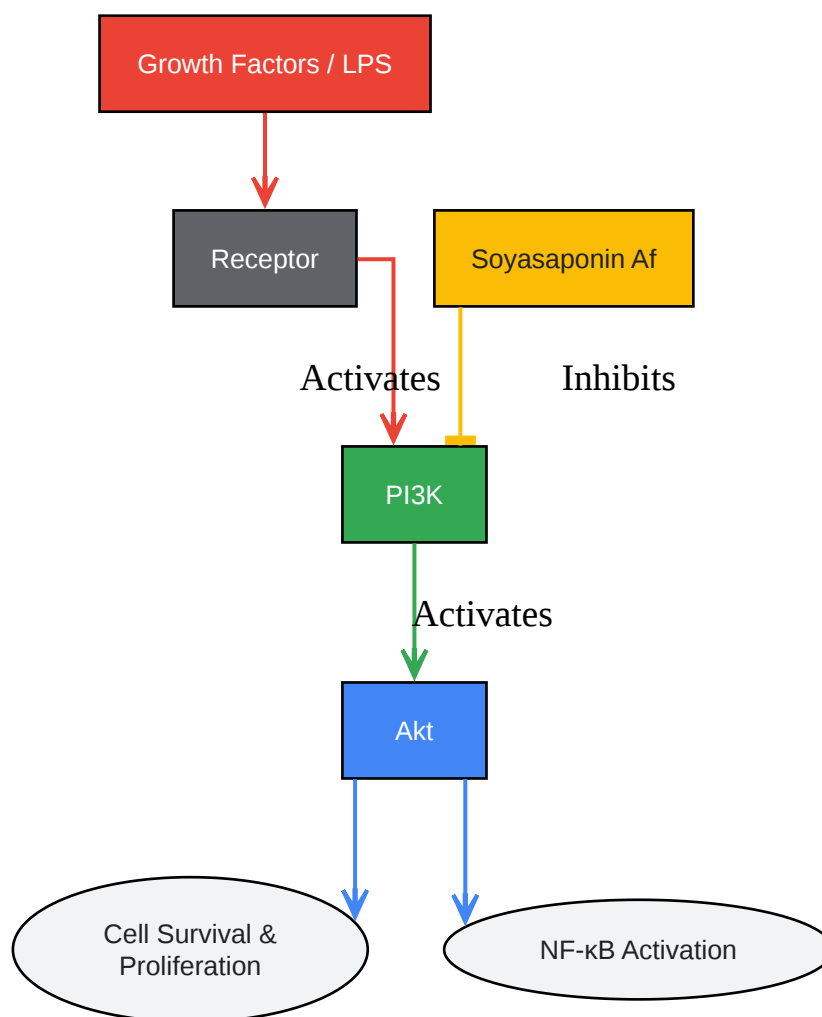 Growth Factors / LPS
Receptor
Soyasaponin Af
Activates
Inhibits
PI3K
Activates
Akt
Cell Survival &
Proliferation
NF-κB Activation